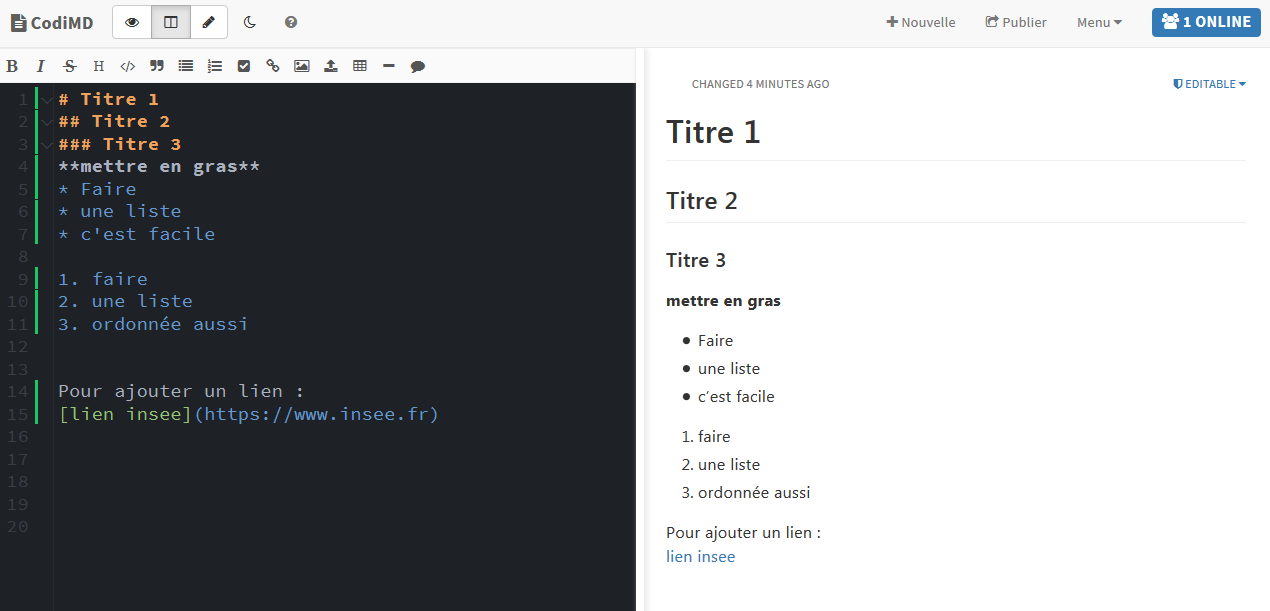 CodiMD
Nouvelle
Publier
Menu
1 ONLINE
B I S H </>
1 # Titre 1
2 ## Titre 2
3 ### Titre 3
4 **mettre en gras**
5 * Faire
6 * une liste
7 * c'est facile
8
9 1. faire
10 2. une liste
11 3. ordonnée aussi
12
13
14 Pour ajouter un lien :
15 [lien insee](https://www.insee.fr)
16
17
18
19
20
CHANGED 4 MINUTES AGO
EDITABLE
Titre 1
Titre 2
Titre 3
mettre en gras
• Faire
• une liste
• c’est facile
1. faire
2. une liste
3. ordonnée aussi
Pour ajouter un lien :
lien insee